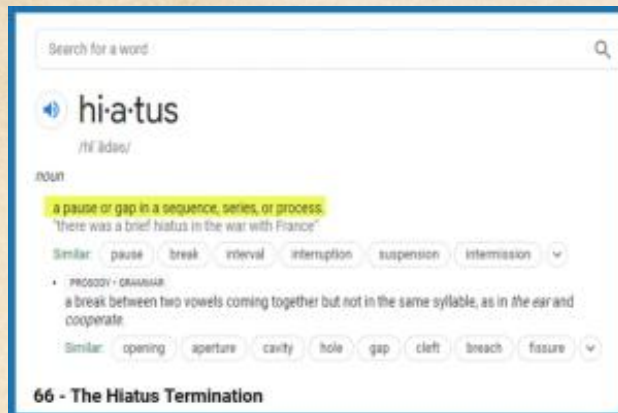 Search for a word
hi·a·tus
/hīˈādəs/
noun
a pause or gap in a sequence, series, or process.
"there was a brief hiatus in the war with France"
Similar: pause break interval interruption suspension intermission
• PROSODY • GRAMMAR
a break between two vowels coming together but not in the same syllable, as in the ear and
cooperate.
Similar: opening aperture cavity hole gap cleft breach fissure
66 - The Hiatus Termination